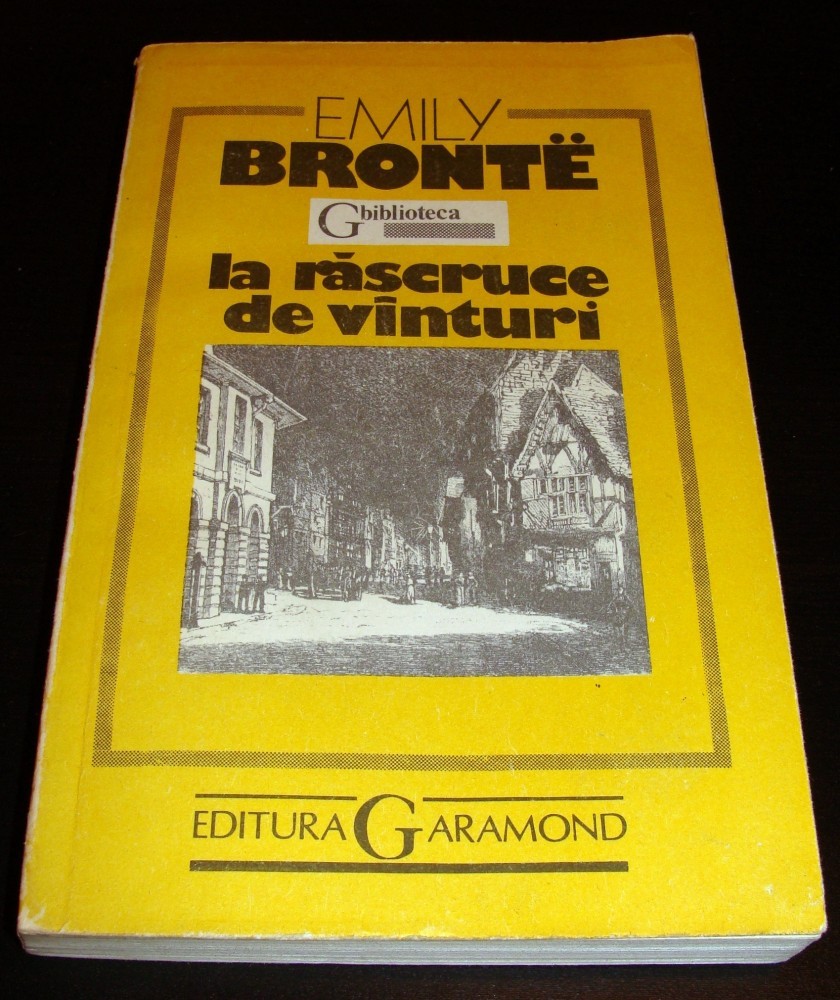 EMILY
BRONTË
Gbiblioteca
la răscruce
de vînturi
EDITURA GARAMOND